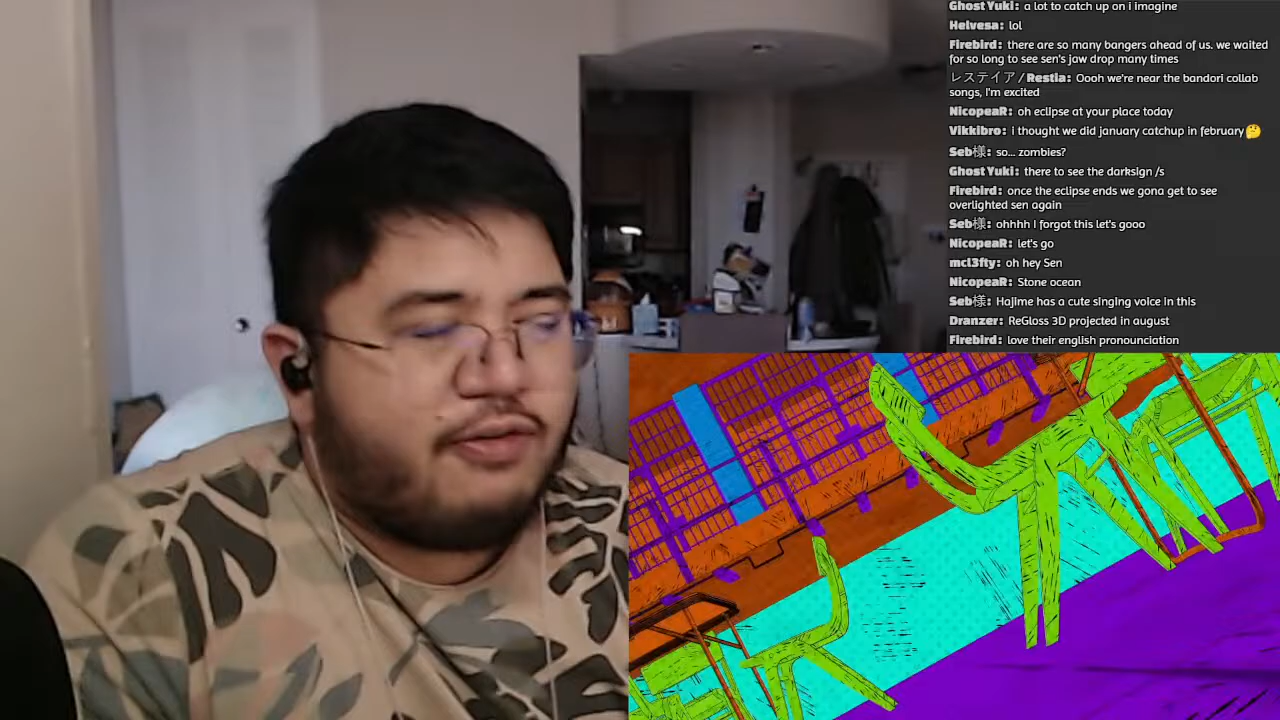 Ghost Yuki: a lot to catch up on i imagine
Helvesa: lol
Firebird: there are so many bangers ahead of us. we waited
for so long to see sen's jaw drop many times
レステイア / Restia: Oooh we're near the bandori collab
songs, I'm excited
NicopeaR: oh eclipse at your place today
Vikkibro: i thought we did january catchup in february🤔
Seb様: so... zombies?
Ghost Yuki: there to see the darksign /s
Firebird: once the eclipse ends we gona get to see
overlighted sen again
Seb様: ohhhh I forgot this let's gooo
NicopeaR: let's go
mcl3fty: oh hey Sen
NicopeaR: Stone ocean
Seb様: Hajime has a cute singing voice in this
Dranzer: ReGloss 3D projected in august
Firebird: love their english pronounciation